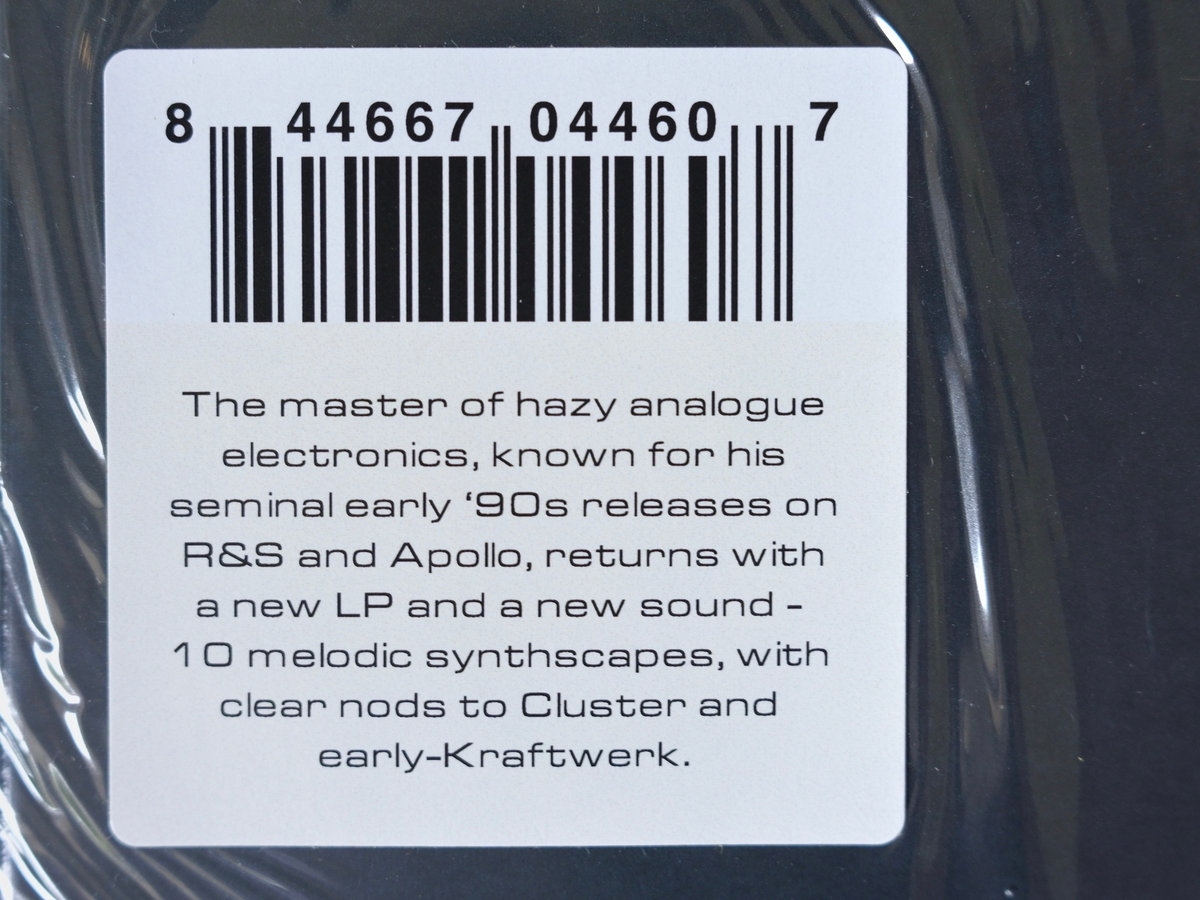 8 44667 04460 7
The master of hazy analogue
electronics, known for his
seminal early ‘90s releases on
R&S and Apollo, returns with
a new LP and a new sound -
10 melodic synthscapes, with
clear nods to Cluster and
early-Kraftwerk.